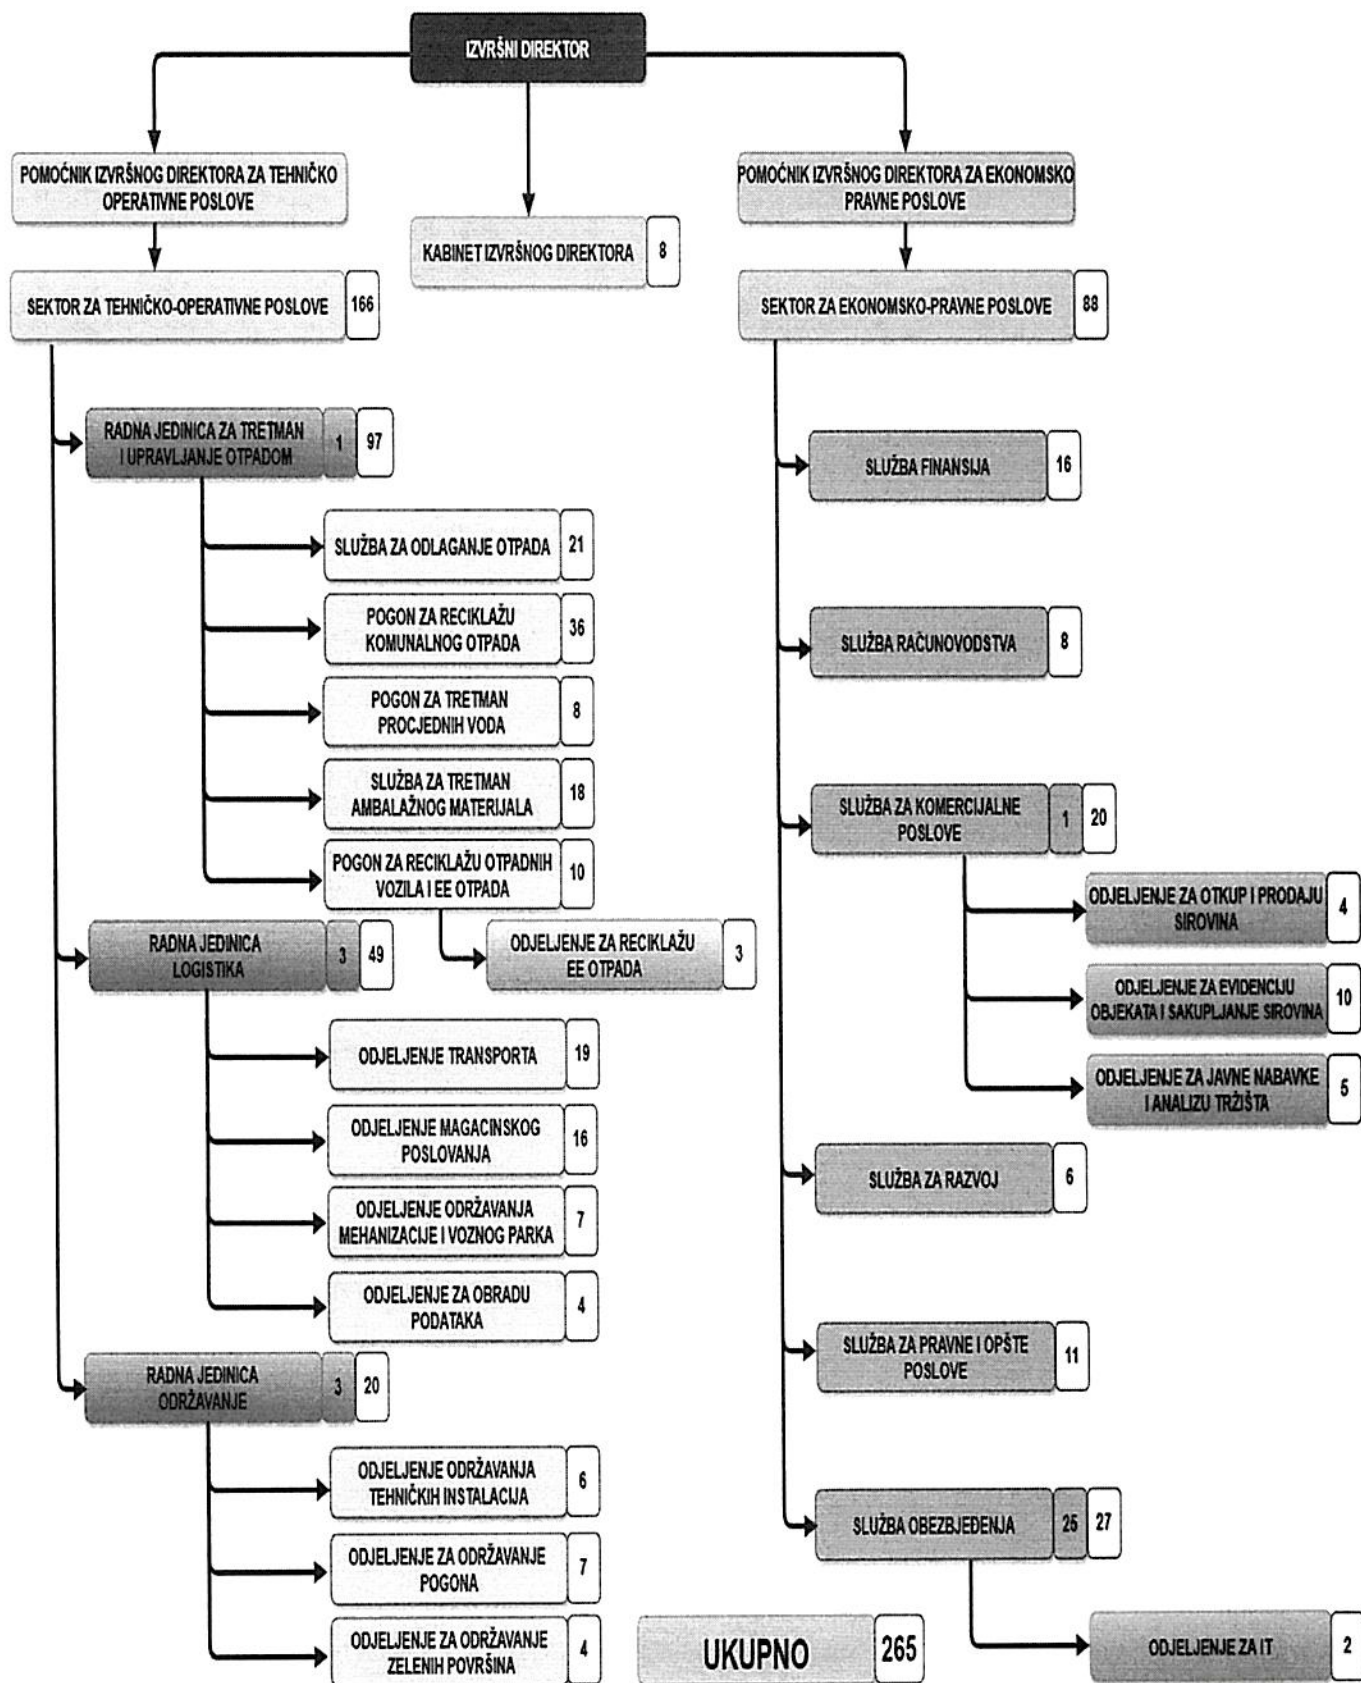 IZVRŠNI DIREKTOR
POMOĆNIK IZVRŠNOG DIREKTORA ZA TEHNIČKO
OPERATIVNE POSLOVE
KABINET IZVRŠNOG DIREKTORA 8
POMOĆNIK IZVRŠNOG DIREKTORA ZA EKONOMSKO
PRAVNE POSLOVE
SEKTOR ZA TEHNIČKO-OPERATIVNE POSLOVE 166
SEKTOR ZA EKONOMSKO-PRAVNE POSLOVE 88
RADNA JEDINICA ZA TRETMAN
I UPRAVLJANJE OTPADOM
1 97
SLUŽBA ZA ODLAGANJE OTPADA 21
POGON ZA RECIKLAŽU
KOMUNALNOG OTPADA
36
POGON ZA TRETMAN
PROCJEDNIH VODA
8
SLUŽBA ZA TRETMAN
AMBALAŽNOG MATERIJALA
18
POGON ZA RECIKLAŽU OTPADNIH
VOZILA I EE OTPADA
10
ODJELJENJE ZA RECIKLAŽU
EE OTPADA
3
RADNA JEDINICA
LOGISTIKA
3 49
ODJELJENJE TRANSPORTA 19
ODJELJENJE MAGACINSKOG
POSLOVANJA
16
ODJELJENJE ODRŽAVANJA
MEHANIZACIJE I VOZNOG PARKA
7
ODJELJENJE ZA OBRADU
PODATAKA
4
RADNA JEDINICA
ODRŽAVANJE
3 20
ODJELJENJE ODRŽAVANJA
TEHNIČKIH INSTALACIJA
6
ODJELJENJE ZA ODRŽAVANJE
POGONA
7
ODJELJENJE ZA ODRŽAVANJE
ZELENIH POVRŠINA
4
SLUŽBA FINANSIJA 16
SLUŽBA RAČUNOVODSTVA 8
SLUŽBA ZA KOMERCIJALNE
POSLOVE
1 20
ODJELJENJE ZA OTKUP I PRODAJU
SIROVINA
4
ODJELJENJE ZA EVIDENCIJU
OBJEKATA I SAKUPLJANJE SIROVINA
10
ODJELJENJE ZA JAVNE NABAVKE
I ANALIZU TRŽIŠTA
5
SLUŽBA ZA RAZVOJ 6
SLUŽBA ZA PRAVNE I OPŠTE
POSLOVE
11
SLUŽBA OBEZBJEĐENJA 25 27
ODJELJENJE ZA IT 2
UKUPNO 265